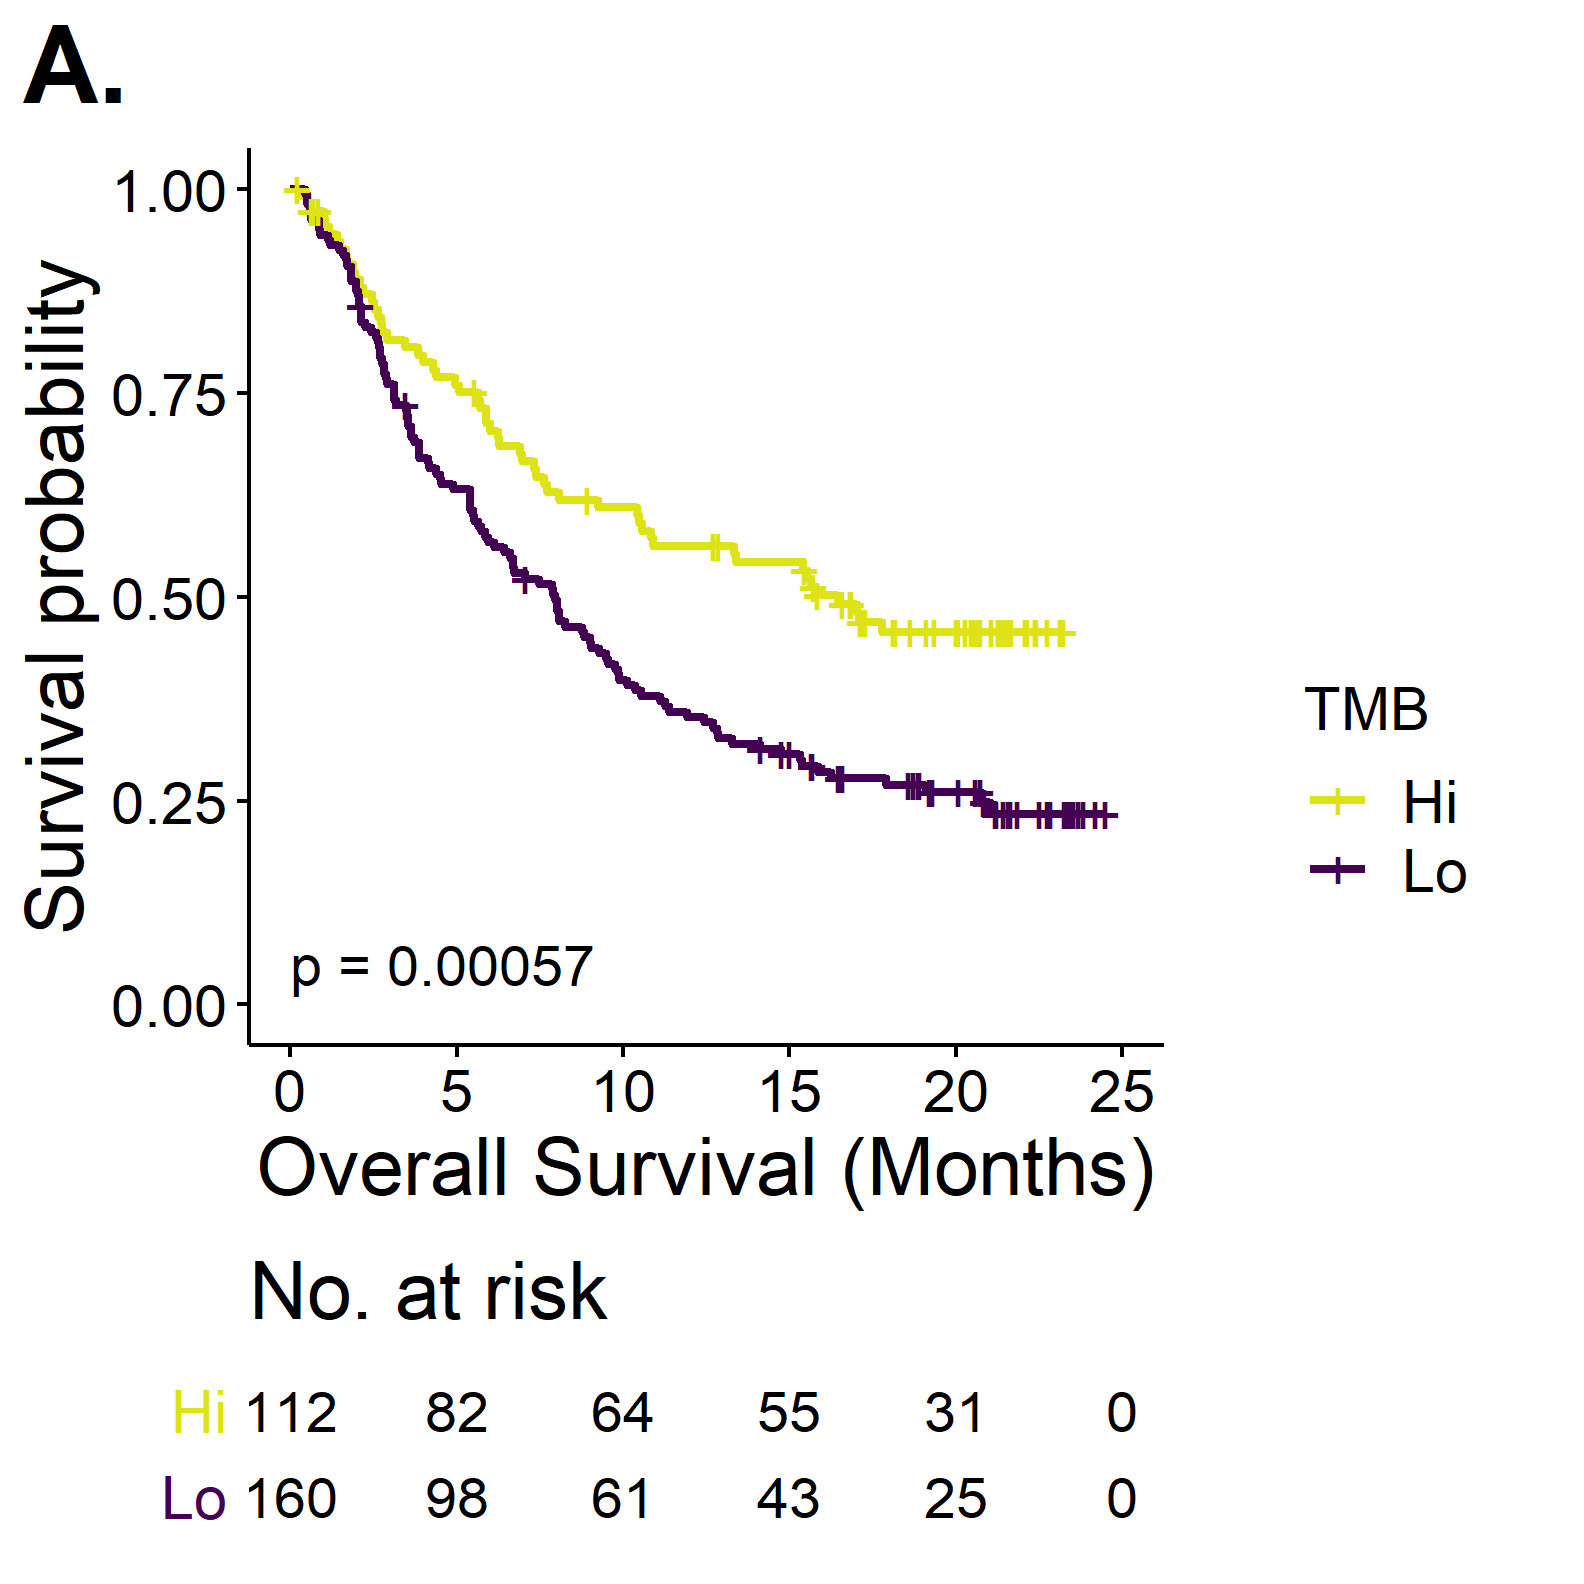 A.
Survival probability
1.00
0.75
0.50
0.25
0.00
p = 0.00057
0 5 10 15 20 25
Overall Survival (Months)
TMB
Hi
Lo
No. at risk
Hi 112 82 64 55 31 0
Lo 160 98 61 43 25 0